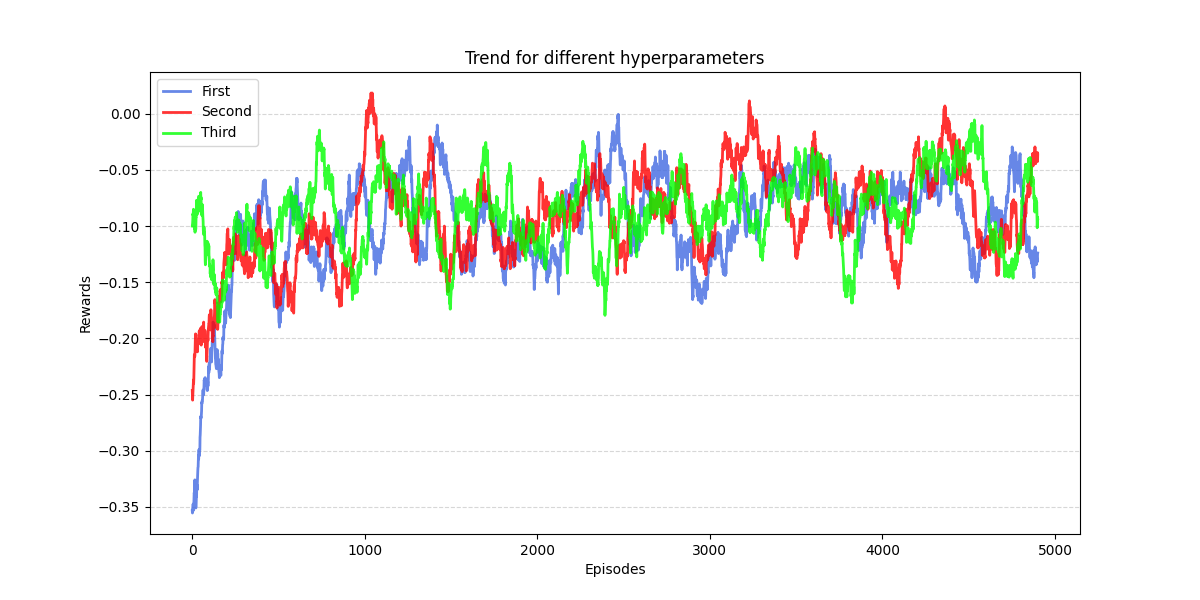 Trend for different hyperparameters
First
Second
Third
Rewards
0.00
−0.05
−0.10
−0.15
−0.20
−0.25
−0.30
−0.35
0 1000 2000 3000 4000 5000
Episodes